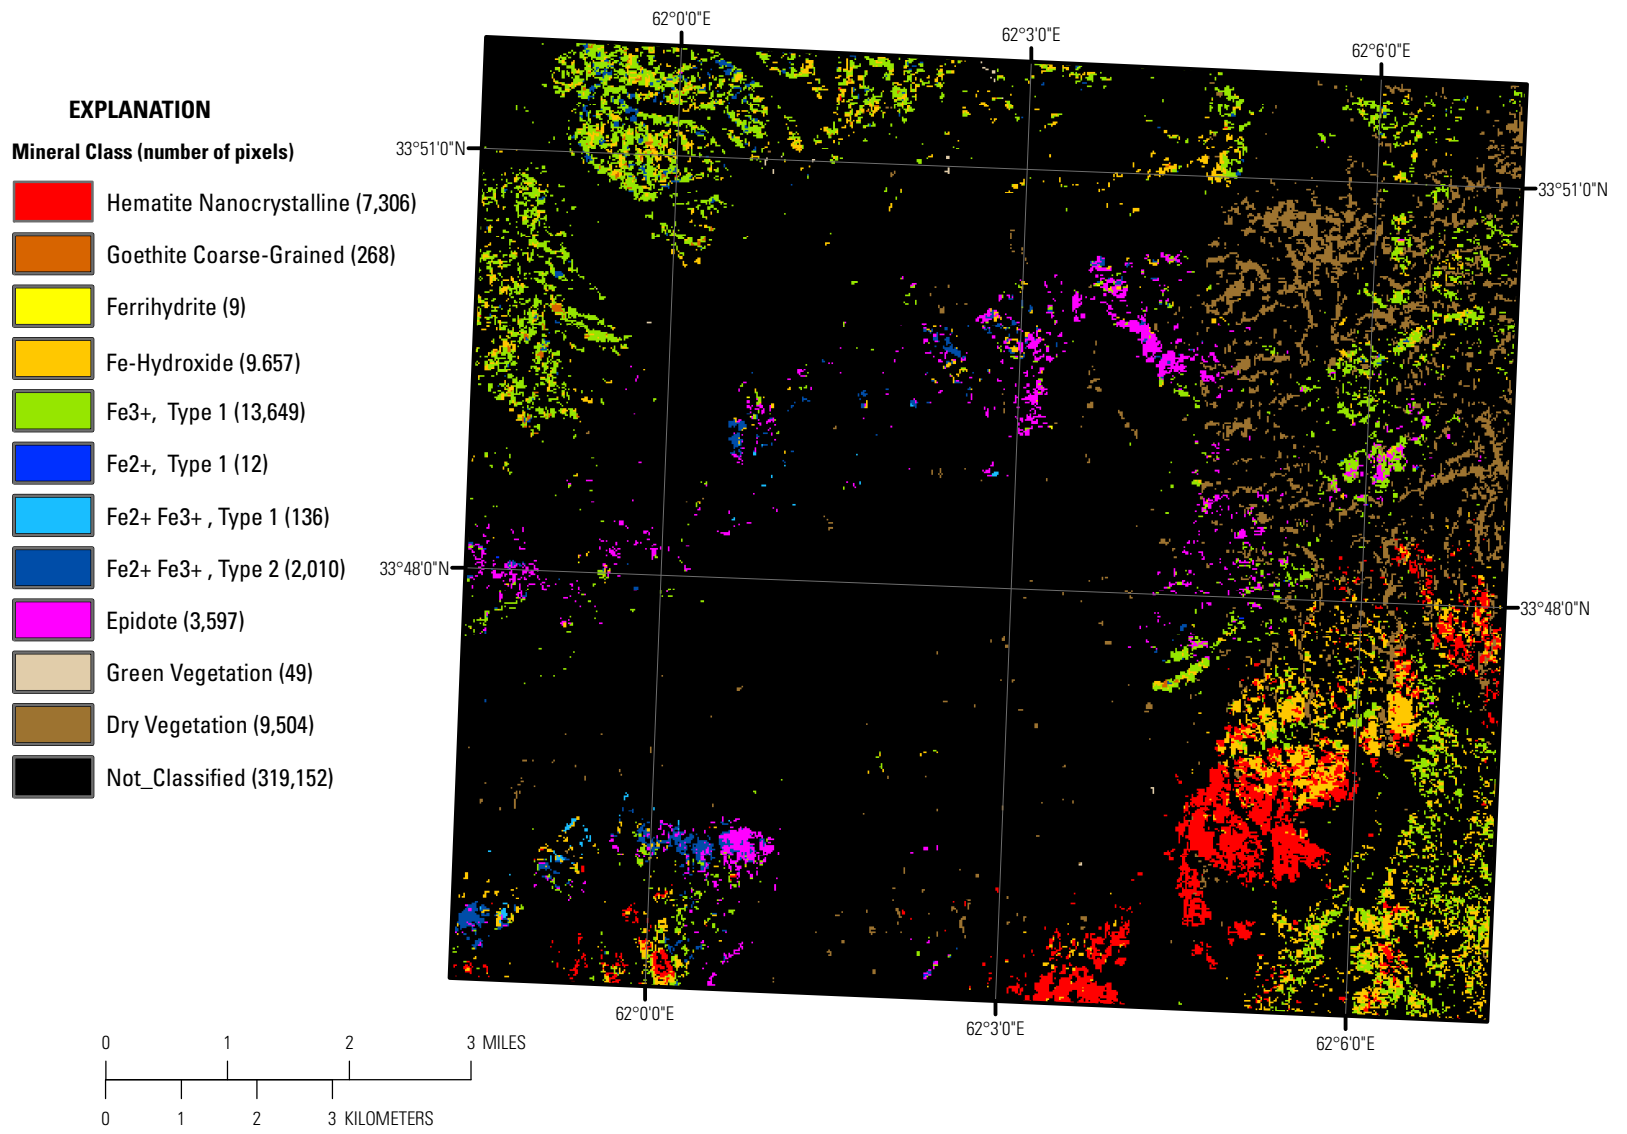 62°0'0"E
62°3'0"E
62°6'0"E
EXPLANATION
Mineral Class (number of pixels)
33°51'0"N
33°51'0"N
Hematite Nanocrystalline (7,306)
Goethite Coarse-Grained (268)
Ferrihydrite (9)
Fe-Hydroxide (9.657)
Fe3+, Type 1 (13,649)
Fe2+, Type 1 (12)
Fe2+ Fe3+ , Type 1 (136)
Fe2+ Fe3+ , Type 2 (2,010)
33°48'0"N
33°48'0"N
Epidote (3,597)
Green Vegetation (49)
Dry Vegetation (9,504)
Not_Classified (319,152)
62°0'0"E
62°3'0"E
62°6'0"E
0 1 2 3 MILES
0 1 2 3 KILOMETERS